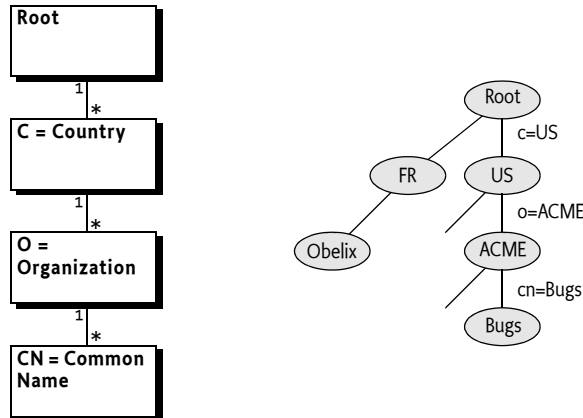 Root
1
*
C = Country
1
*
O =
Organization
1
*
CN = Common
Name
Root
c=US
FR
US
o=ACME
Obelix
ACME
cn=Bugs
Bugs